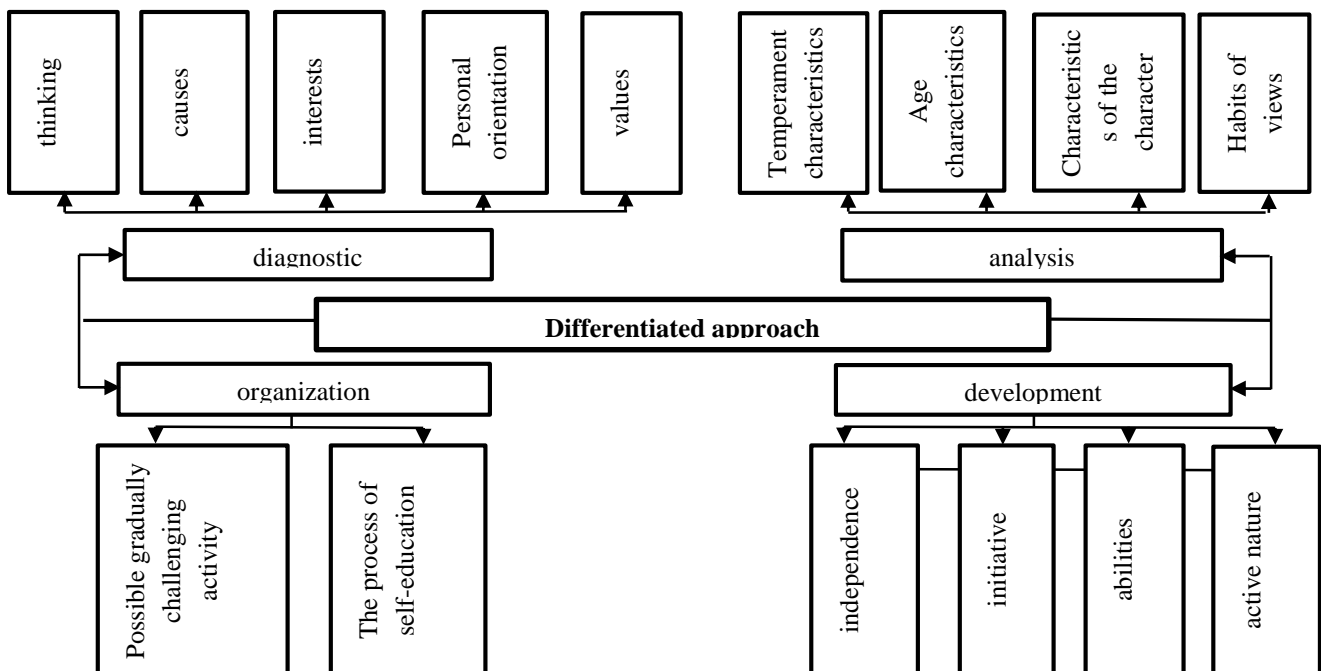 thinking
causes
interests
Personal
orientation
values
Temperament
characteristics
Age
characteristics
Characteristic
s of the
character
Habits of
views
diagnostic
analysis
Differentiated approach
organization
development
Possible gradually
challenging
activity
The process of
self-education
independence
initiative
abilities
active nature